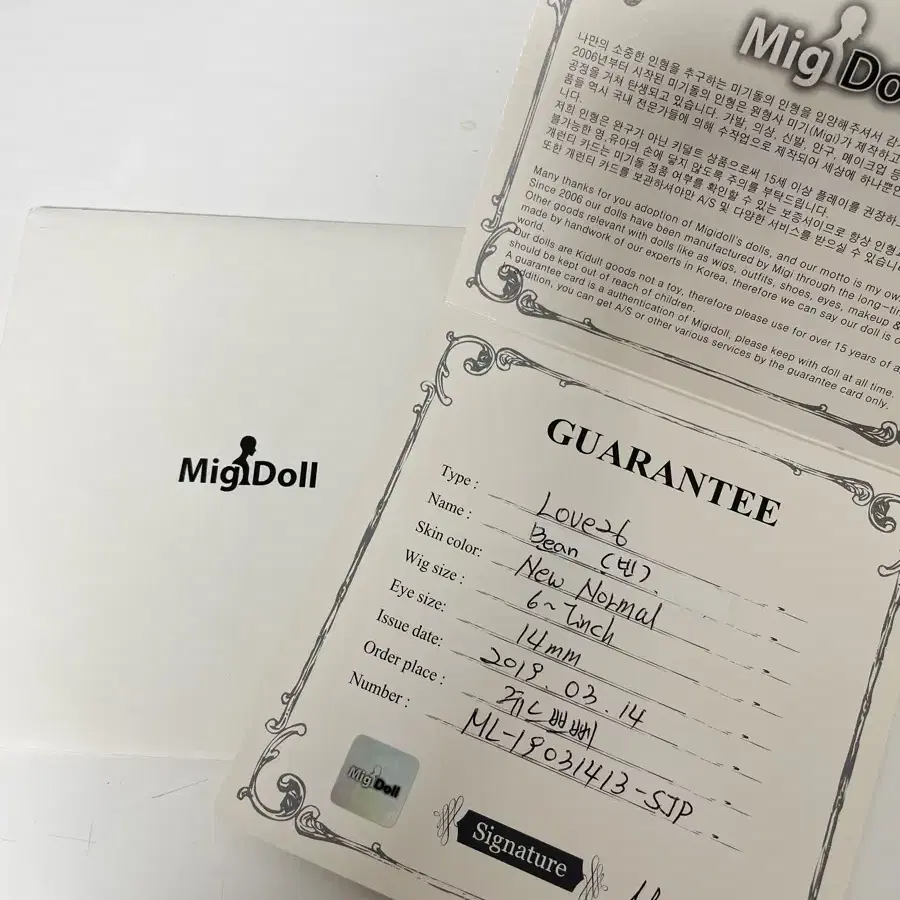 MigiDoll
MigiDo
나만의 소중한 인형을 추구하는 미기돌의 인형을 입양해주셔서 감
2006년부터 시작된 미기돌의 인형은 원형사 미기(Migi)가 제작하고
공정을 거쳐 탄생되고 있습니다. 가발, 의상, 신발, 안구, 메이크업 등
품들 역시 국내 전문가들에 의해 수작업으로 제작되어 세상에 하나뿐인
니다.
저희 인형은 완구가 아닌 키덜트 상품으로써 15세 이상 플레이를 권장하
불가능한 영,유아의 손에 닿지 않도록 주의를 부탁드립니다.
개런티 카드는 미기돌 정품 여부를 확인할 수 있는 보증서이므로 항상 인형
또한 개런티 카드를 보관하셔야만 A/S 및 다양한 서비스를 받으실 수 있습니
Many thanks for you adoption of Migidoll's dolls, and our motto is my ow
Since 2006 our dolls have been manufactured by Migi through the long-tim
Other goods relevant with dolls like as wigs, outfits, shoes, eyes, makeup &
made by handwork of our experts in Korea, therefore we can say our doll is o
world.
Our dolls are Kidult goods not a toy, therefore please use for over 15 years of a
should be kept out of reach of children.
A guarantee card is a authentication of Migidoll, please keep with doll at all time.
In addition, you can get A/S or other various services by the guarantee card only.
GUARANTEE
Type : Love26
Name : Bean (빈)
Skin color: New Normal
Wig size : 6~7inch
Eye size: 14mm
Issue date: 2019. 03. 14
Order place :
Number : ML-19031413-SJP
MigiDoll
Signature